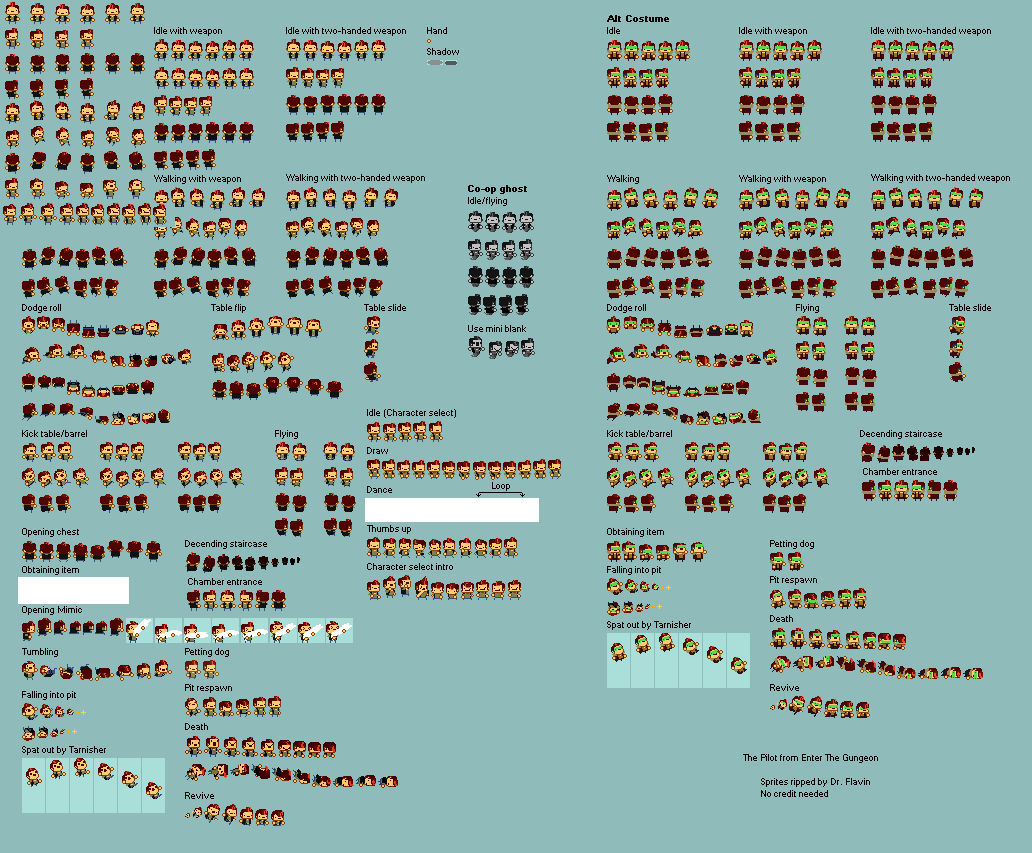 Idle with weapon
Idle with two-handed weapon
Hand
Shadow
Walking with weapon
Walking with two-handed weapon
Co-op ghost
Idle/flying
Use mini blank
Dodge roll
Table flip
Table slide
Idle (Character select)
Kick table/barrel
Flying
Draw
Dance
Loop
Thumbs up
Opening chest
Decending staircase
Character select intro
Obtaining item
Chamber entrance
Opening Mimic
Tumbling
Petting dog
Falling into pit
Pit respawn
Death
Spat out by Tarnisher
Revive
Alt Costume
Idle
Idle with weapon
Idle with two-handed weapon
Walking
Walking with weapon
Walking with two-handed weapon
Dodge roll
Flying
Table slide
Kick table/barrel
Decending staircase
Chamber entrance
Obtaining item
Petting dog
Falling into pit
Pit respawn
Spat out by Tarnisher
Death
Revive
The Pilot from Enter The Gungeon
Sprites ripped by Dr. Flavin
No credit needed